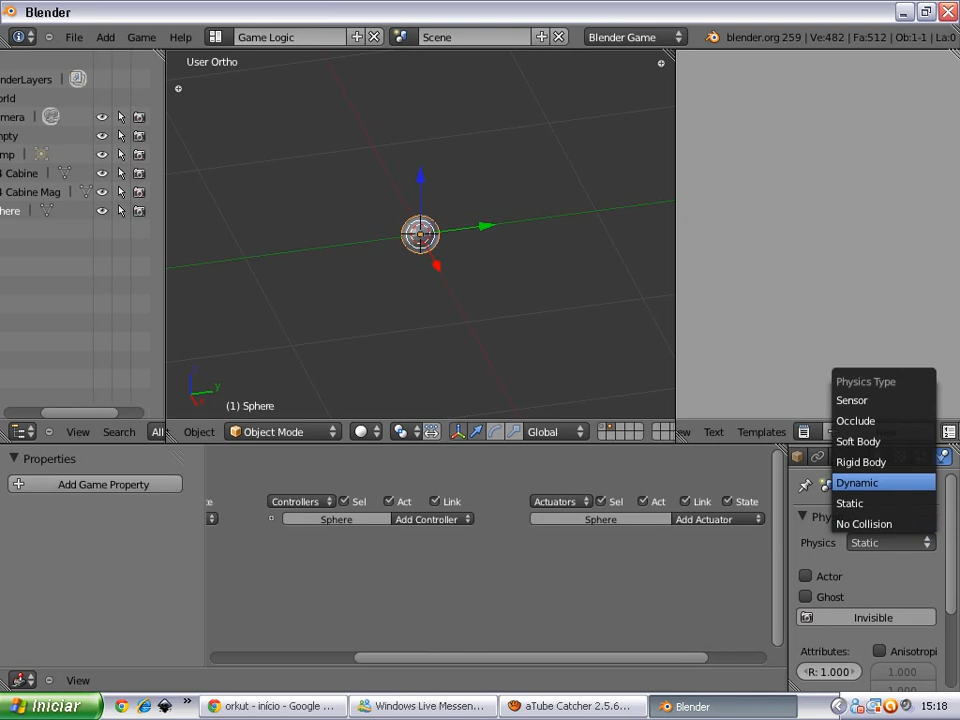 Blender
File Add Game Help Game Logic Scene Blender Game blender.org 259 | Ve:482 | Fa:512 | Ob:1-1 | La:0
nderLayers |
orld
mera |
mpty
mp |
4 Cabine |
4 Cabine Mag |
here |
User Ortho
z
y
(1) Sphere
View Search All Object Object Mode Global ew Text Templates
Physics Type
Sensor
Occlude
Soft Body
Rigid Body
Dynamic
Static
No Collision
Properties
Add Game Property
te
Controllers Sel Act Link
Sphere Add Controller
Actuators Sel Act Link State
Sphere Add Actuator
Phy
Physics Static
Actor
Ghost
Invisible
Attributes: Anisotropi
R: 1.000 1.000
View
Iniciar orkut - início - Google ... Windows Live Messen... aTube Catcher 2.5.6... Blender 15:18